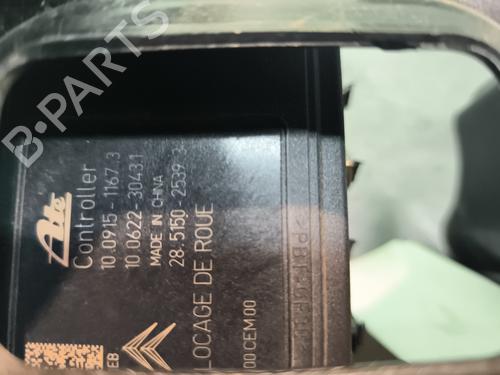 B-PARTS
Ate
Controller
10.0915-1167.3
10.0622-3043.1
MADE IN CHINA
28.5150-2539.3
LOCAGE DE ROUE
00 CEM 00
EB